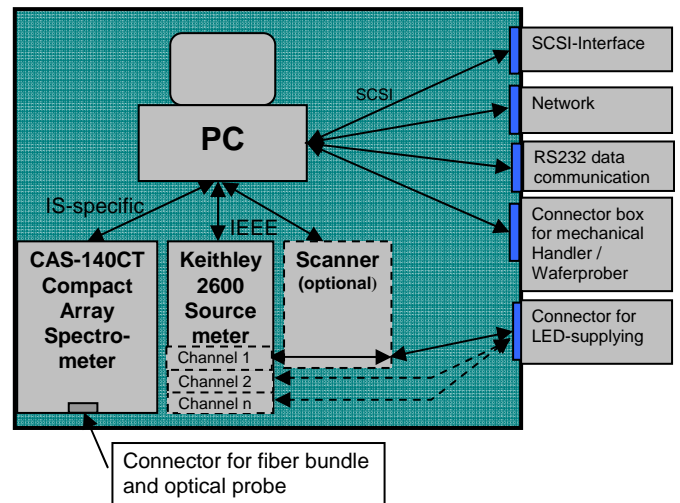 SCSI-Interface
SCSI
Network
PC
RS232 data
communication
IS-specific
IEEE
Connector box
for mechanical
Handler /
Waferprober
CAS-140CT
Compact
Array
Spectro-
meter
Keithley
2600
Source
meter
Channel 1
Channel 2
Channel n
Scanner
(optional)
Connector for
LED-supplying
Connector for fiber bundle
and optical probe